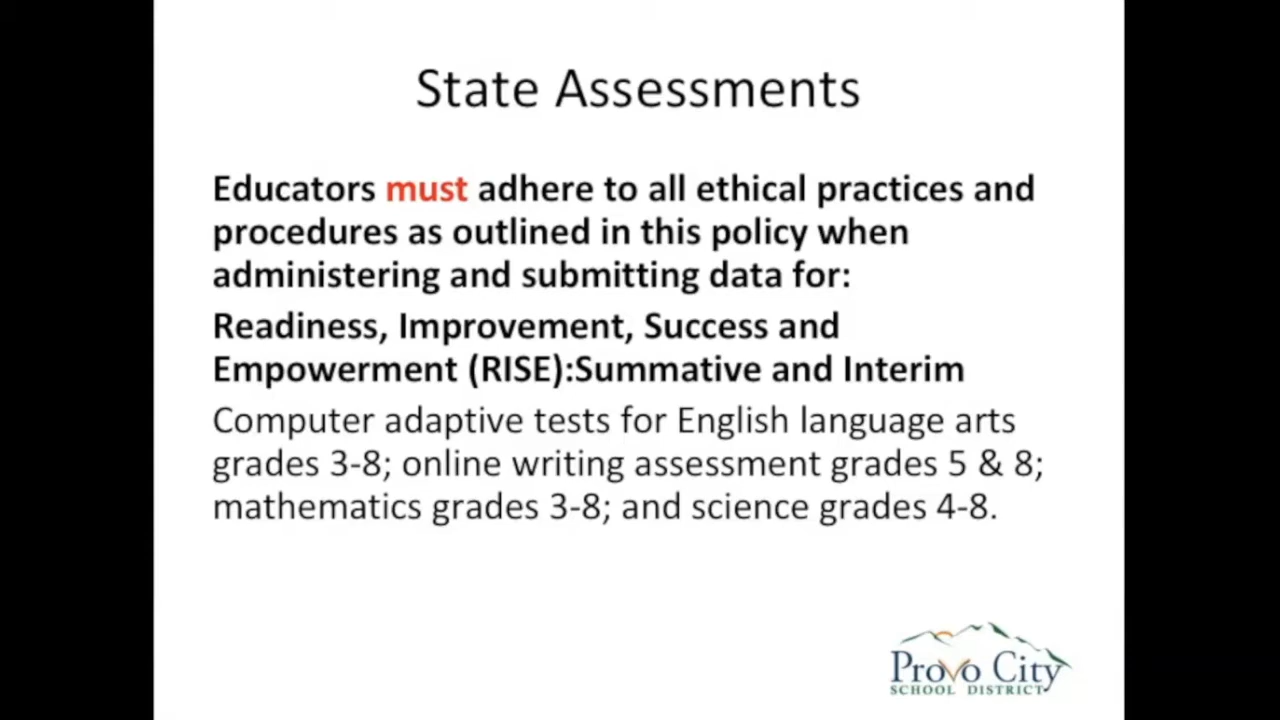 State Assessments
Educators must adhere to all ethical practices and
procedures as outlined in this policy when
administering and submitting data for:
Readiness, Improvement, Success and
Empowerment (RISE):Summative and Interim
Computer adaptive tests for English language arts
grades 3-8; online writing assessment grades 5 & 8;
mathematics grades 3-8; and science grades 4-8.
Provo City
SCHOOL DISTRICT